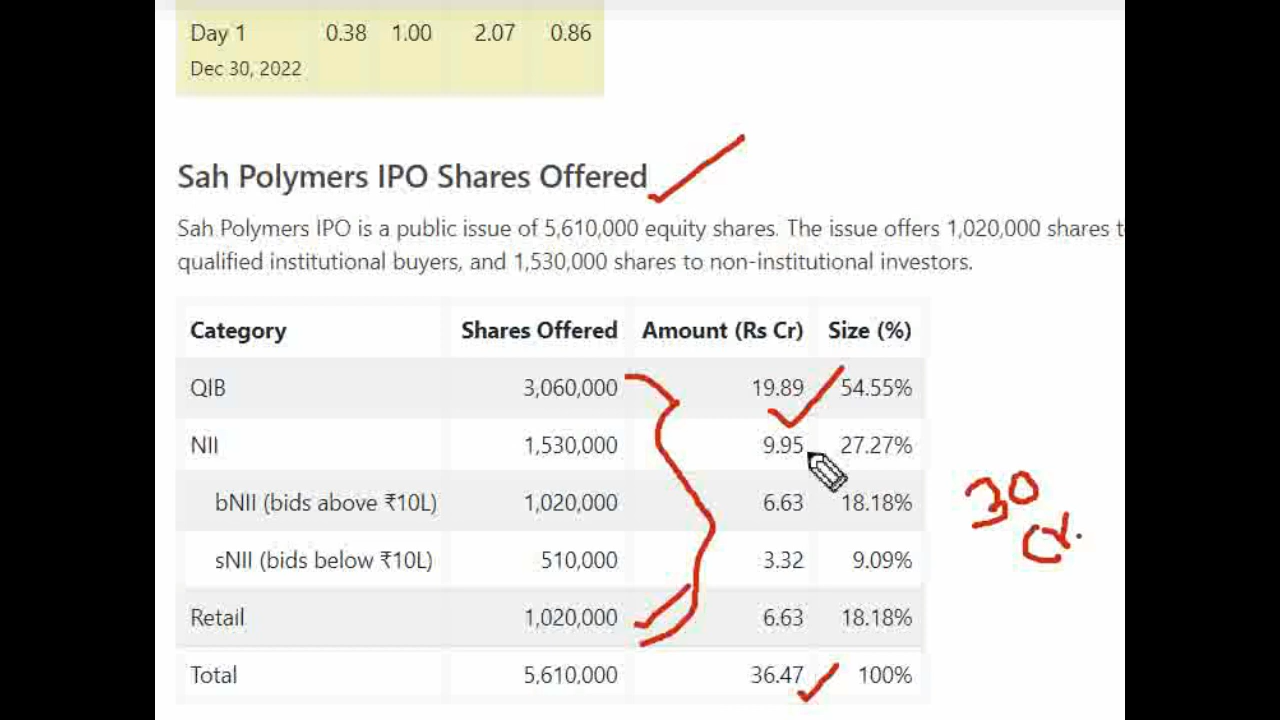 Day 1 0.38 1.00 2.07 0.86
Dec 30, 2022
Sah Polymers IPO Shares Offered
Sah Polymers IPO is a public issue of 5,610,000 equity shares. The issue offers 1,020,000 shares t
qualified institutional buyers, and 1,530,000 shares to non-institutional investors.
Category Shares Offered Amount (Rs Cr) Size (%)
QIB 3,060,000 19.89 54.55%
NII 1,530,000 9.95 27.27%
bNII (bids above ₹10L) 1,020,000 6.63 18.18%
30
sNII (bids below ₹10L) 510,000 3.32 9.09%
Cr.
Retail 1,020,000 6.63 18.18%
Total 5,610,000 36.47 100%